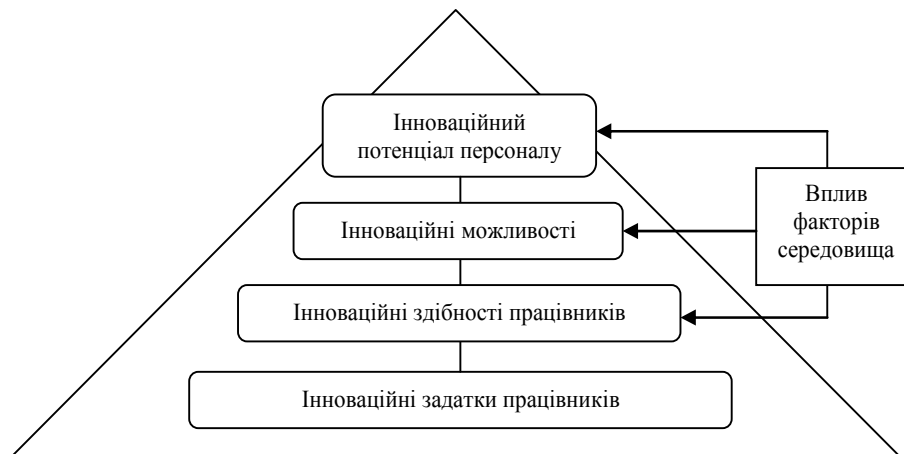 Інноваційний
потенціал персоналу
Інноваційні можливості
Інноваційні здібності працівників
Інноваційні задатки працівників
Вплив
факторів
середовища